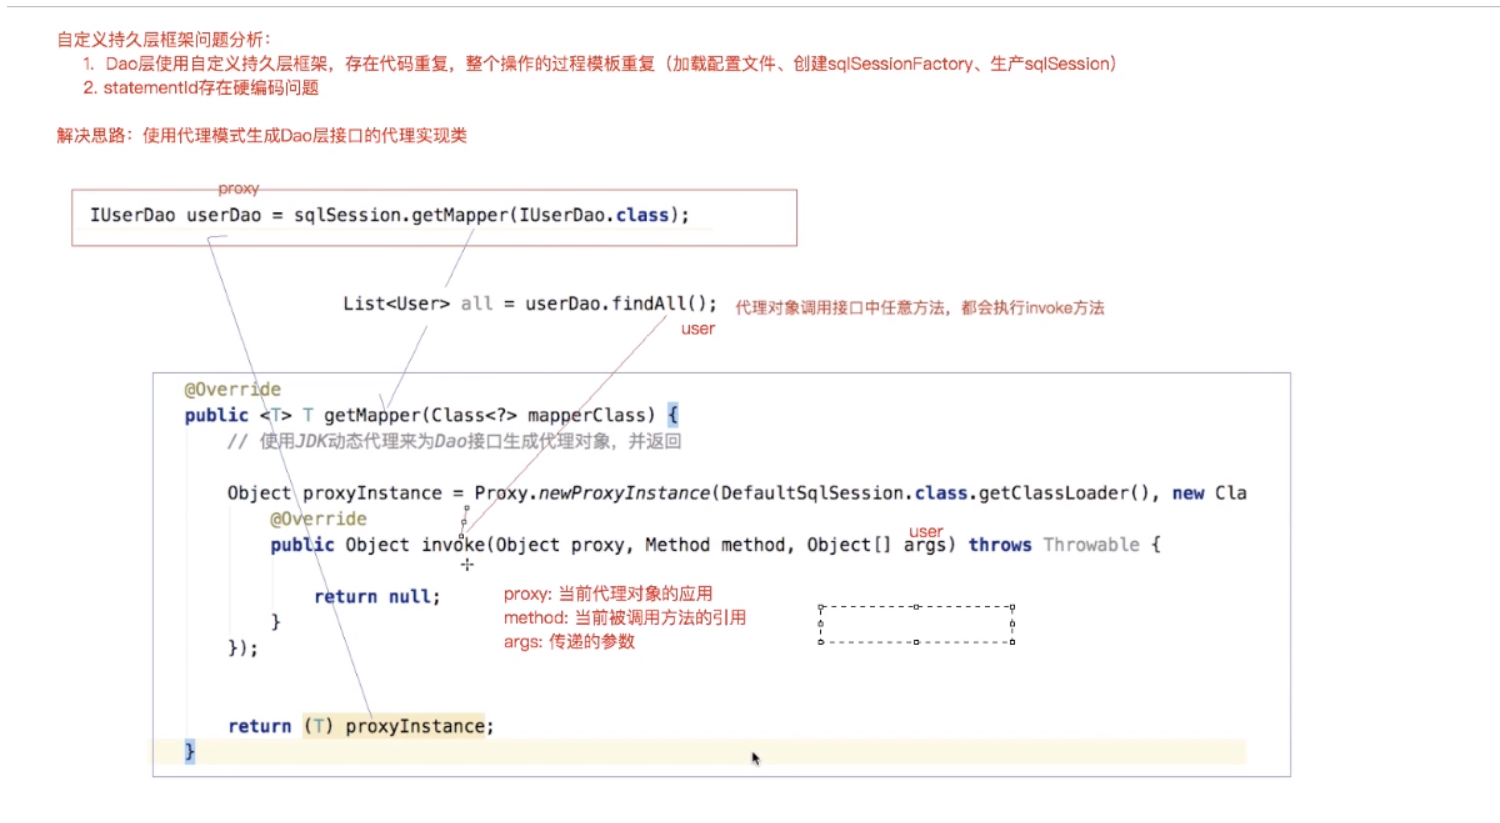 自定义持久层框架问题分析：
1. Dao层使用自定义持久层框架，存在代码重复，整个操作的过程模板重复（加载配置文件、创建sqlSessionFactory、生产sqlSession）
2. statementId存在硬编码问题
解决思路：使用代理模式生成Dao层接口的代理实现类
proxy
IUserDao userDao = sqlSession.getMapper(IUserDao.class);
List<User> all = userDao.findAll(); 代理对象调用接口中任意方法，都会执行invoke方法
user
@Override
public <T> T getMapper(Class<?> mapperClass) {
// 使用JDK动态代理来为Dao接口生成代理对象，并返回
Object proxyInstance = Proxy.newProxyInstance(DefaultSqlSession.class.getClassLoader(), new Cla
@Override
user
public Object invoke(Object proxy, Method method, Object[] args) throws Throwable {
return null;
proxy: 当前代理对象的应用
method: 当前被调用方法的引用
args: 传递的参数
}
});
return (T) proxyInstance;
}